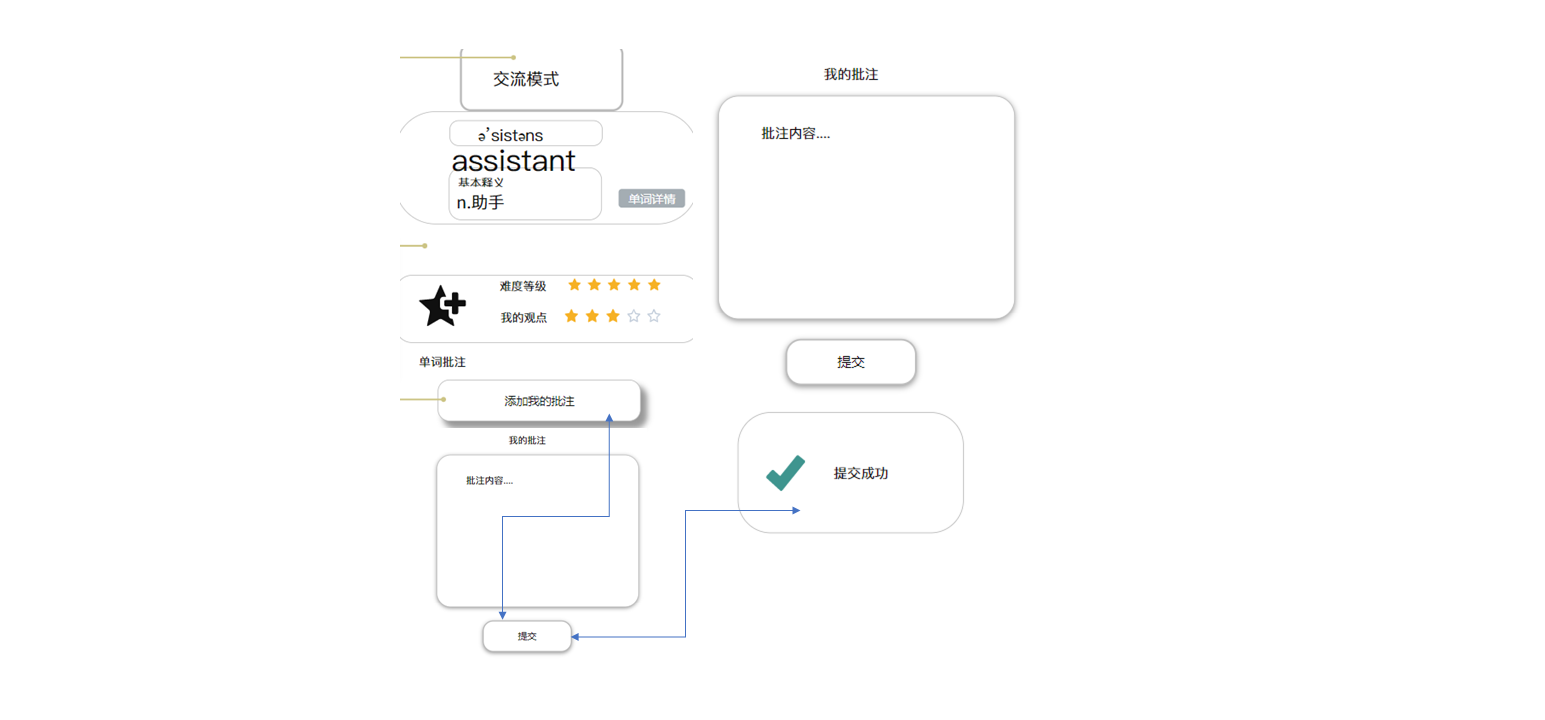 交流模式
ə'sistəns
assistant
基本释义
n.助手
单词详情
难度等级
我的观点
单词批注
添加我的批注
我的批注
批注内容....
提交
我的批注
批注内容....
提交
提交成功